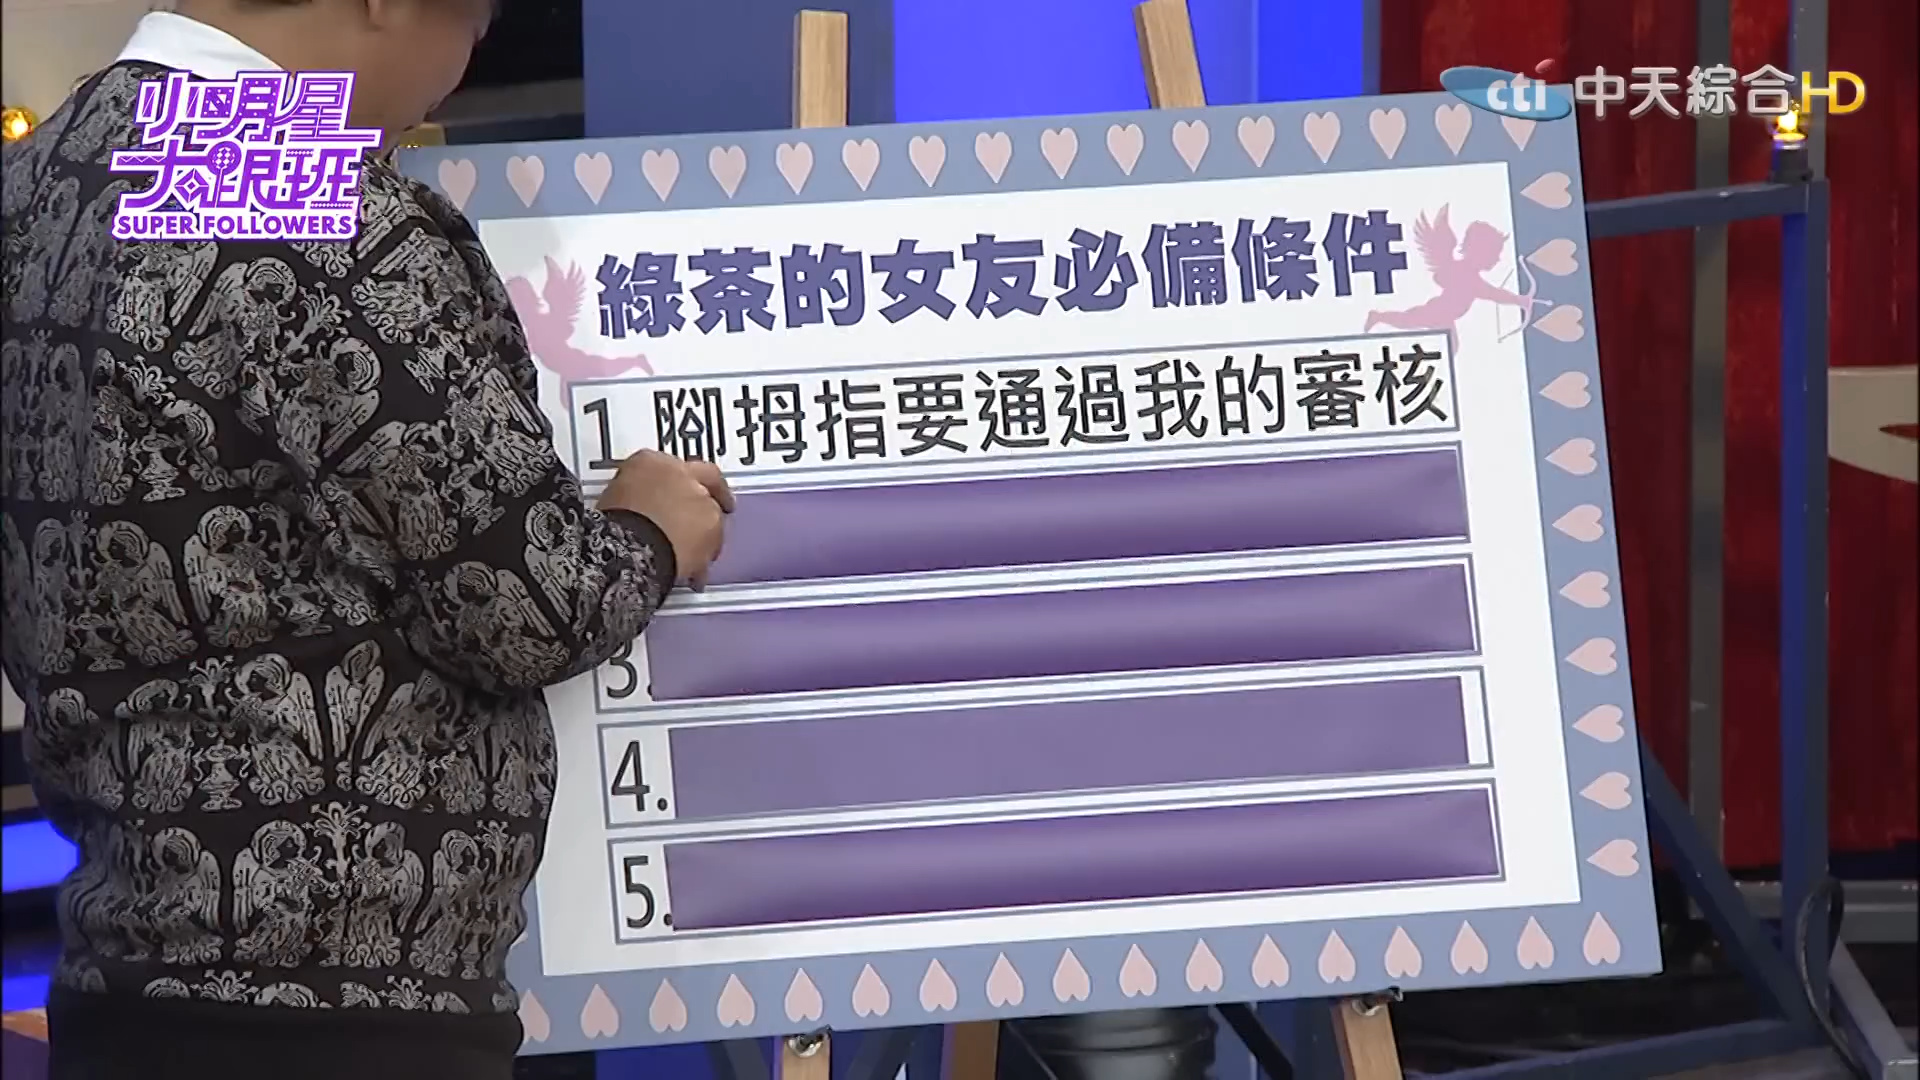 小明星
大跟班
SUPER FOLLOWERS
cti 中天綜合HD
綠茶的女友必備條件
1.腳拇指要通過我的審核
3.
4.
5.